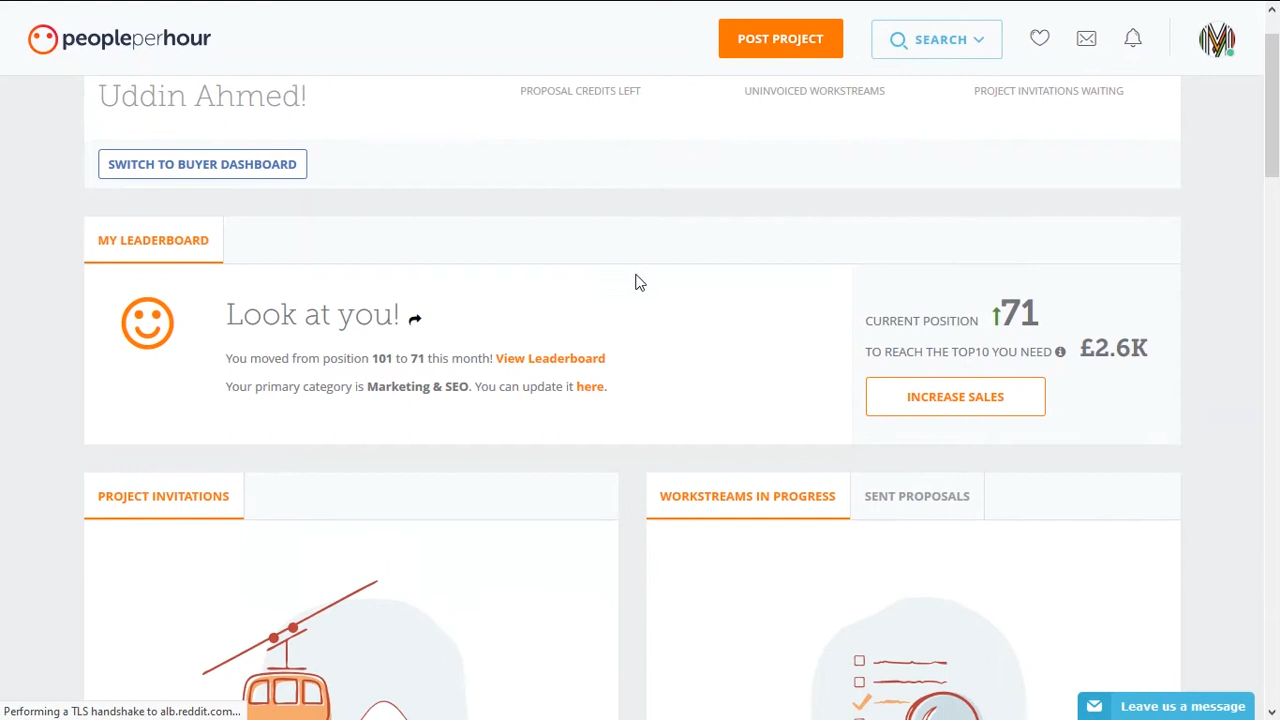 peopleperhour
POST PROJECT
SEARCH
Uddin Ahmed!
PROPOSAL CREDITS LEFT
UNINVOICED WORKSTREAMS
PROJECT INVITATIONS WAITING
SWITCH TO BUYER DASHBOARD
MY LEADERBOARD
Look at you!
You moved from position 101 to 71 this month! View Leaderboard
Your primary category is Marketing & SEO. You can update it here.
CURRENT POSITION ↑71
TO REACH THE TOP10 YOU NEED £2.6K
INCREASE SALES
PROJECT INVITATIONS
WORKSTREAMS IN PROGRESS
SENT PROPOSALS
Performing a TLS handshake to alb.reddit.com...
Leave us a message